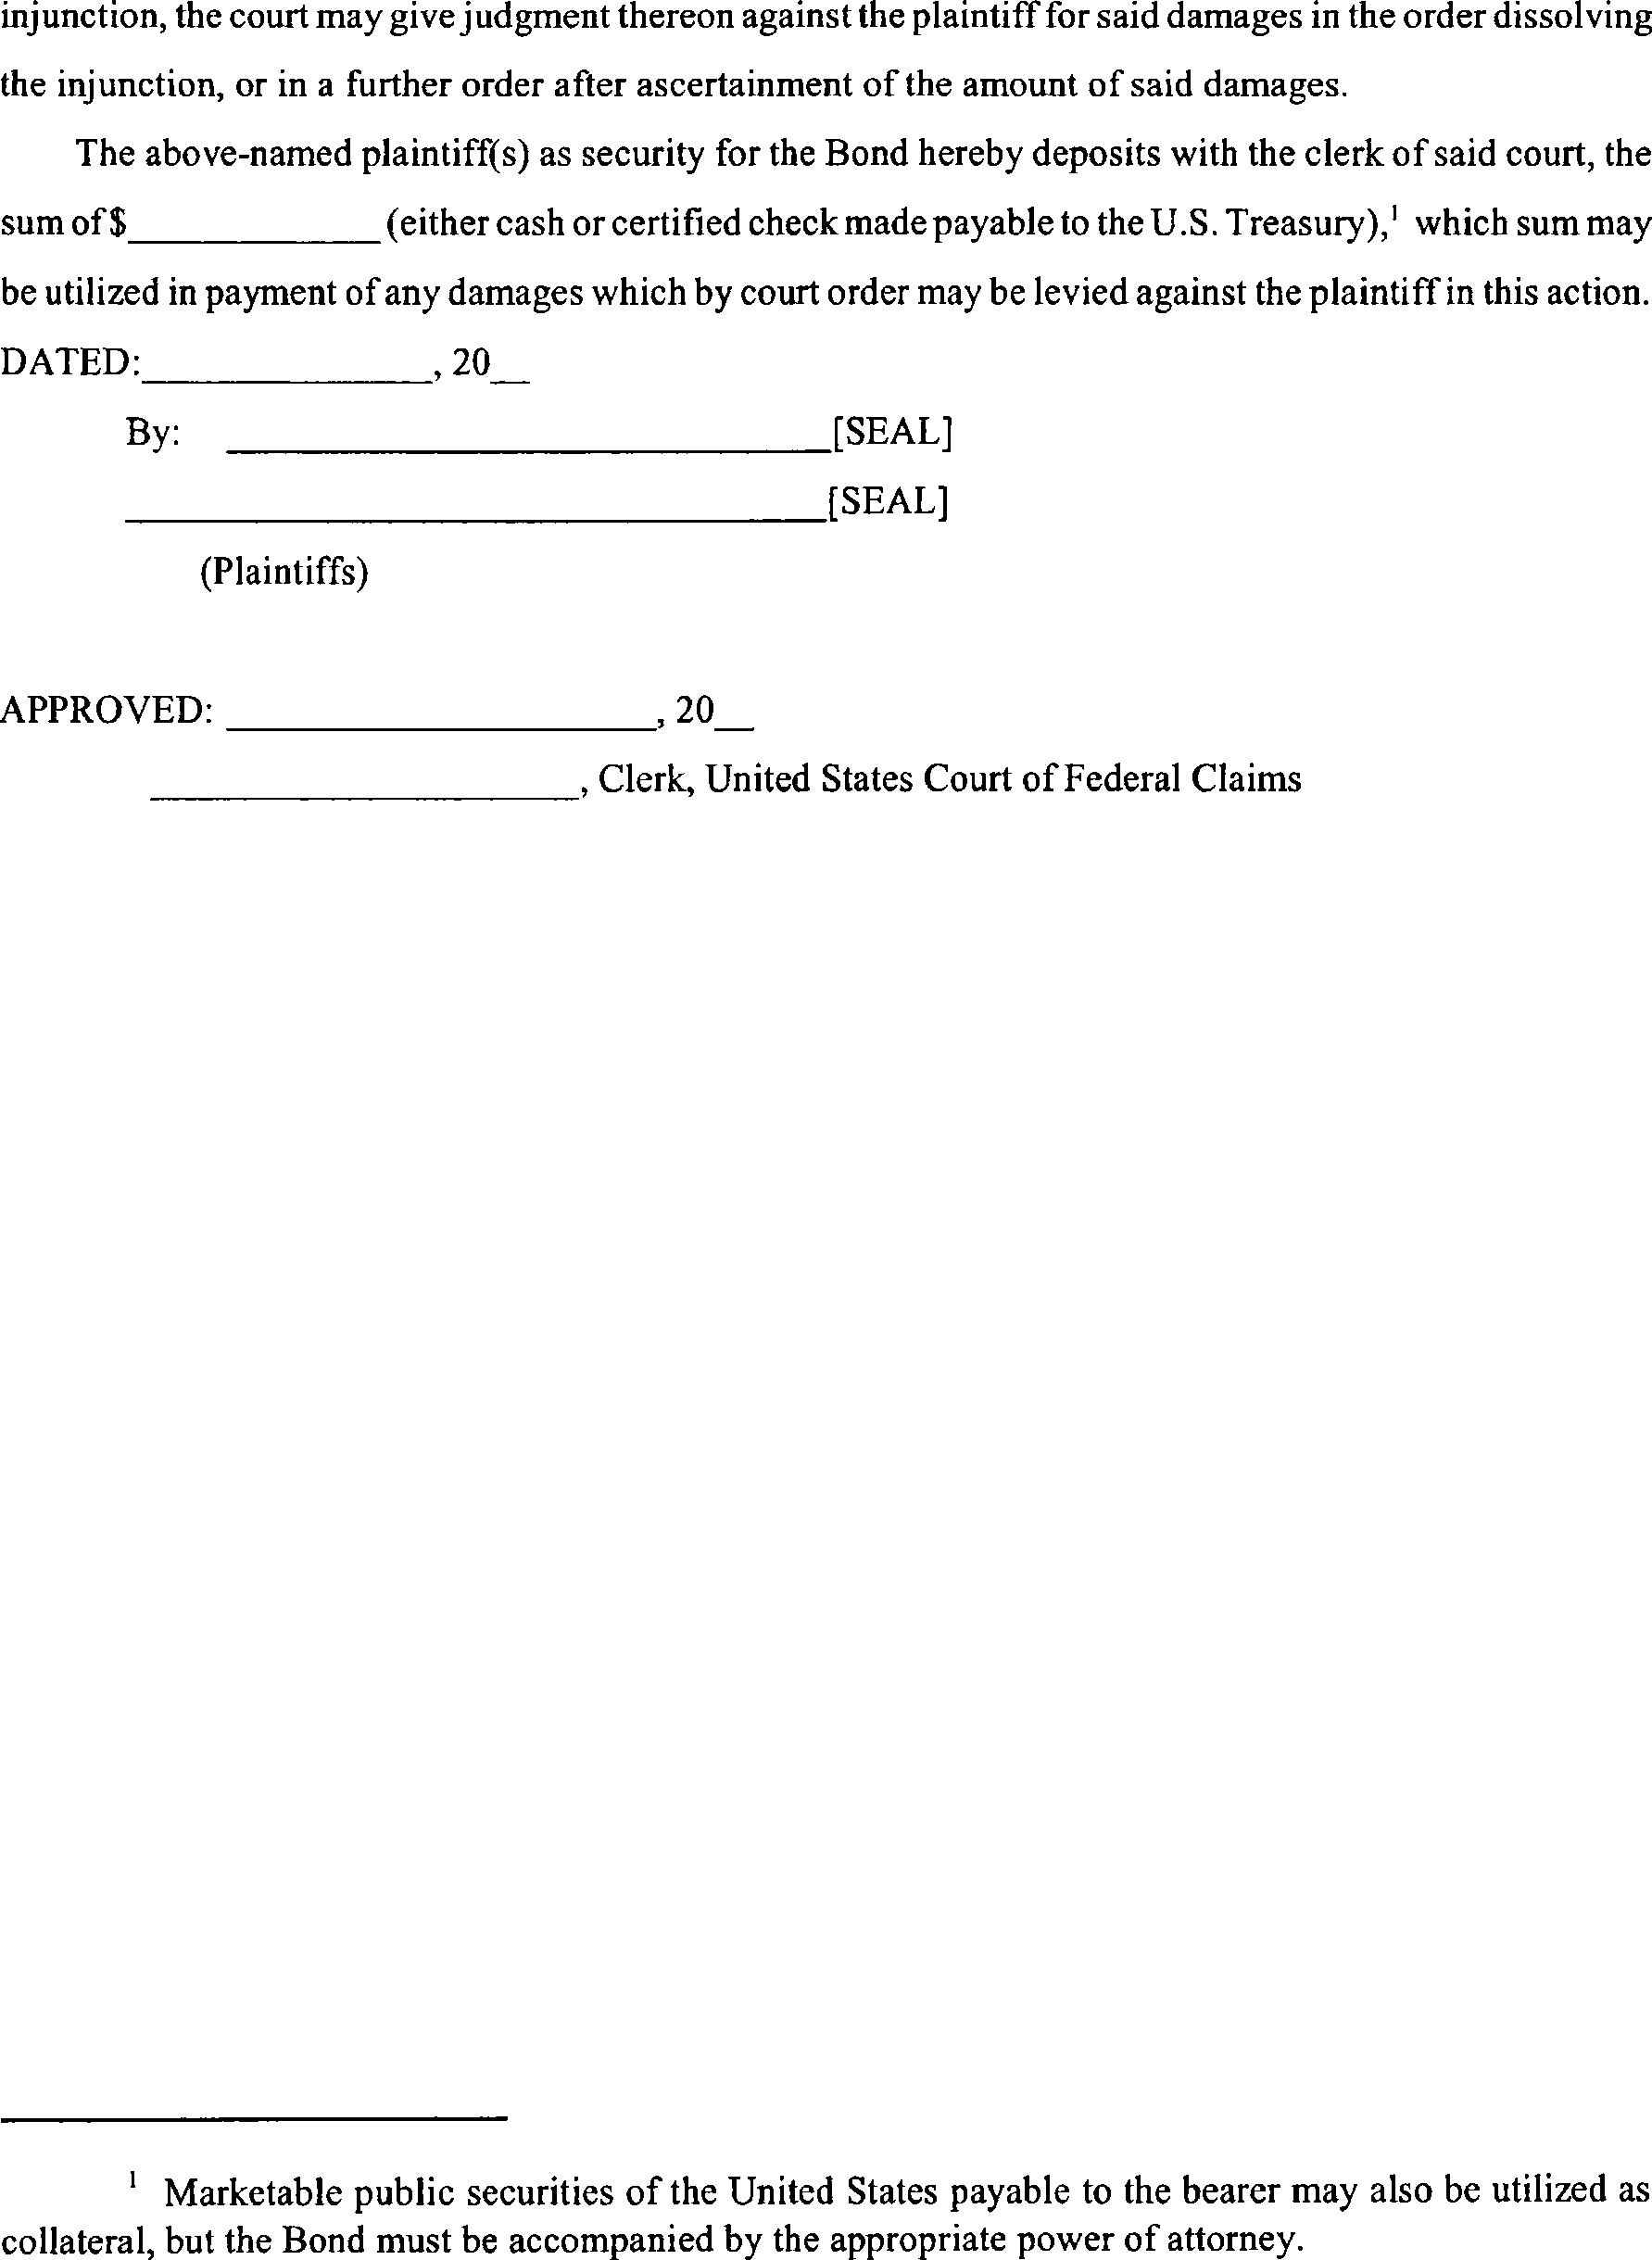 injunction, the court may give judgment thereon against the plaintiff for said damages in the order dissolving
the injunction, or in a further order after ascertainment of the amount of said damages.
The above-named plaintiff(s) as security for the Bond hereby deposits with the clerk of said court, the
sum of $____________ (either cash or certified check made payable to the U.S. Treasury),¹ which sum may
be utilized in payment of any damages which by court order may be levied against the plaintiff in this action.
DATED:______________, 20__
By: ______________________________[SEAL]
___________________________________[SEAL]
(Plaintiffs)
APPROVED: _____________________, 20__
_____________________, Clerk, United States Court of Federal Claims
¹ Marketable public securities of the United States payable to the bearer may also be utilized as
collateral, but the Bond must be accompanied by the appropriate power of attorney.